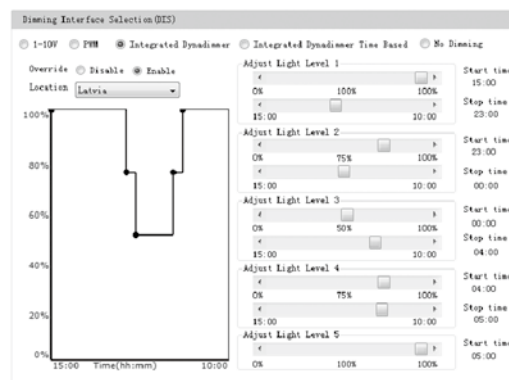 Dimming Interface Selection(DIS)
1-10V PWM Integrated Dynadimmer Integrated Dynadimmer Time Based No Dimming
Override Disable Enable
Location Latvia
100%
80%
60%
40%
20%
0%
15:00 Time(hh:mm) 10:00
Adjust Light Level 1
0% 100% 100%
15:00 10:00
Start time
15:00
Stop time
23:00
Adjust Light Level 2
0% 75% 100%
15:00 10:00
Start time
23:00
Stop time
00:00
Adjust Light Level 3
0% 50% 100%
15:00 10:00
Start time
00:00
Stop time
04:00
Adjust Light Level 4
0% 75% 100%
15:00 10:00
Start time
04:00
Stop time
05:00
Adjust Light Level 5
0% 100% 100%
Start time
05:00